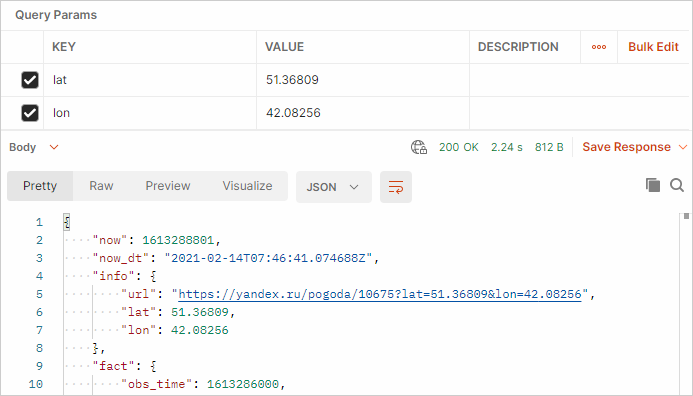 Query Params
KEY VALUE DESCRIPTION ooo Bulk Edit
lat 51.36809
lon 42.08256
Body 200 OK 2.24 s 812 B Save Response
Pretty Raw Preview Visualize JSON
1 {
2 "now": 1613288801,
3 "now_dt": "2021-02-14T07:46:41.074688Z",
4 "info": {
5 "url": "https://yandex.ru/pogoda/10675?lat=51.36809&lon=42.08256",
6 "lat": 51.36809,
7 "lon": 42.08256
8 },
9 "fact": {
10 "obs_time": 1613286000,